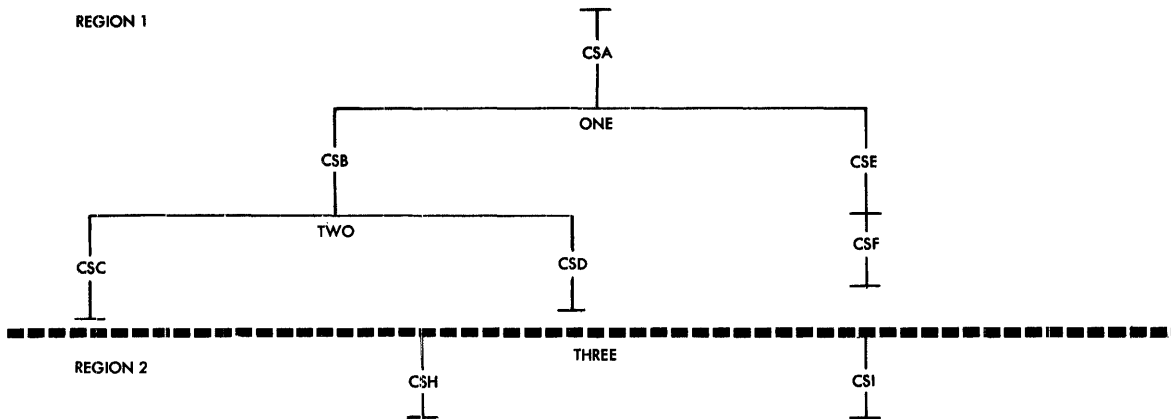 REGION 1
CSA
ONE
CSB
CSE
TWO
CSF
CSC
CSD
THREE
REGION 2
CSH
CSI